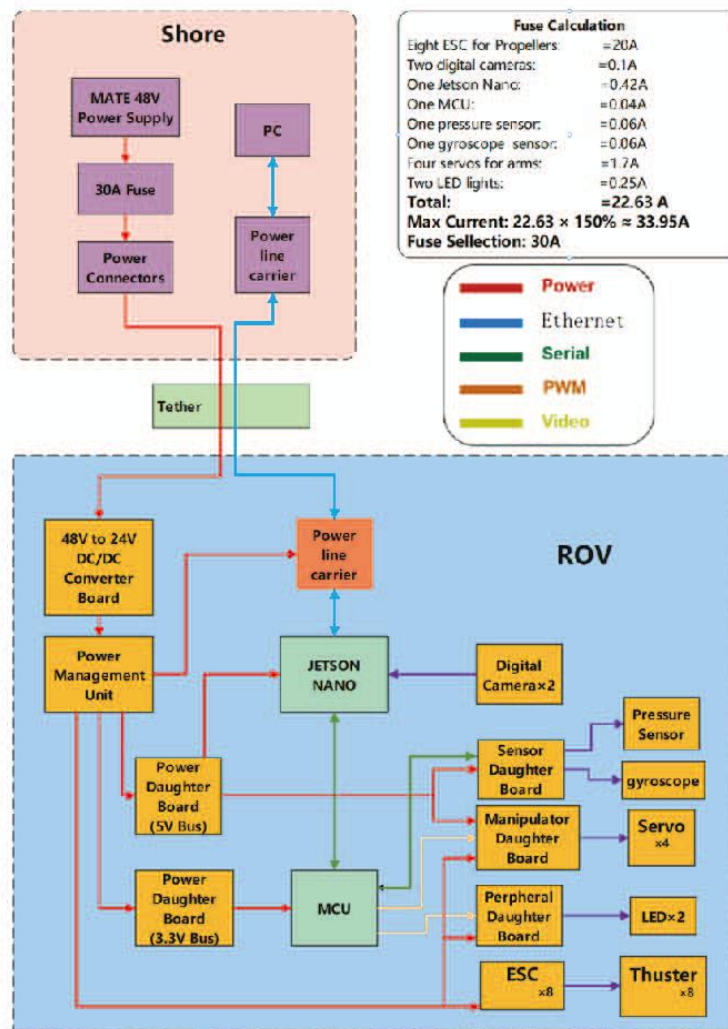 Shore
MATE 48V
Power Supply
PC
30A Fuse
Power
Connectors
Power
line
carrier
Fuse Calculation
Eight ESC for Propellers: =20A
Two digital cameras: =0.1A
One Jetson Nano: =0.42A
One MCU: =0.04A
One pressure sensor: =0.06A
One gyroscope sensor: =0.06A
Four servos for arms: =1.7A
Two LED lights: =0.25A
Total: =22.63 A
Max Current: 22.63 × 150% ≈ 33.95A
Fuse Sellection: 30A
Power
Ethernet
Serial
PWM
Video
Tether
ROV
48V to 24V
DC/DC
Converter
Board
Power
line
carrier
Power
Management
Unit
JETSON
NANO
Digital
Camera×2
Pressure
Sensor
Sensor
Daughter
Board
gyroscope
Power
Daughter
Board
(5V Bus)
Manipulator
Daughter
Board
Servo
×4
Power
Daughter
Board
(3.3V Bus)
MCU
Perpheral
Daughter
Board
LED×2
ESC
×8
Thuster
×8